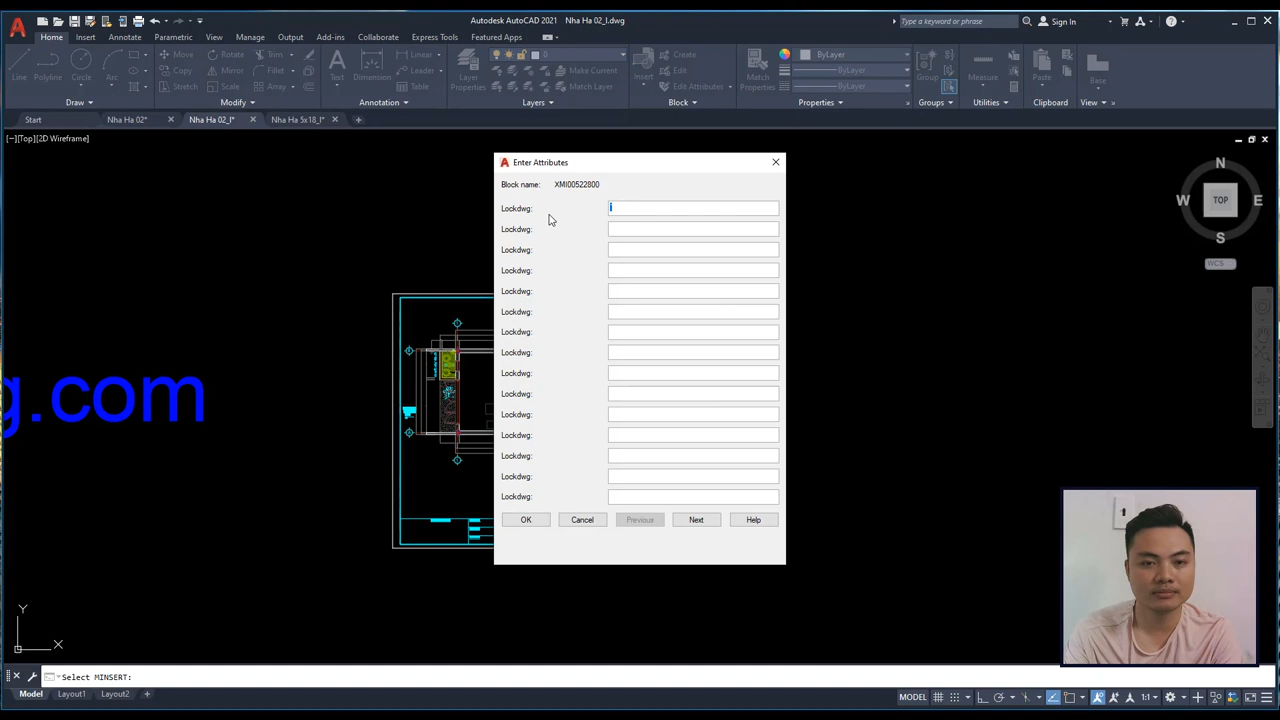 Autodesk AutoCAD 2021 Nha Ha 02_I.dwg
Type a keyword or phrase
Sign In
Home Insert Annotate Parametric View Manage Output Add-ins Collaborate Express Tools Featured Apps
Line Polyline Circle Arc
Move Rotate Trim
Copy Mirror Fillet
Stretch Scale Array
Text Dimension
Linear
Leader
Table
Layer Properties
0
Make Current
Match Layer
Insert
Create
Edit
Edit Attributes
Match Properties
ByLayer
ByLayer
ByLayer
Group
Measure
Paste
Base
Draw Modify Annotation Layers Block Properties Groups Utilities Clipboard View
Start Nha Ha 02* Nha Ha 02_I* Nha Ha 5x18_I*
[−][Top][2D Wireframe]
Enter Attributes
Block name: XMI00522800
Lockdwg: i
Lockdwg:
Lockdwg:
Lockdwg:
Lockdwg:
Lockdwg:
Lockdwg:
Lockdwg:
Lockdwg:
Lockdwg:
Lockdwg:
Lockdwg:
Lockdwg:
Lockdwg:
Lockdwg:
OK Cancel Previous Next Help
N
W TOP E
S
WCS
g.com
Y
X
Select MINSERT:
Model Layout1 Layout2
MODEL 1:1